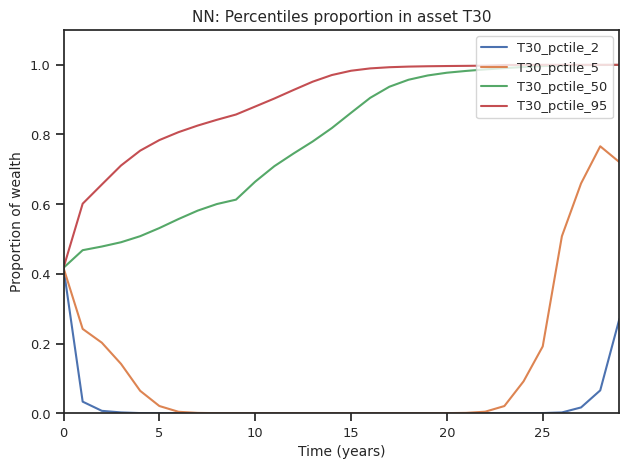 NN: Percentiles proportion in asset T30
Proportion of wealth
1.0
0.8
0.6
0.4
0.2
0.0
T30_pctile_2
T30_pctile_5
T30_pctile_50
T30_pctile_95
0 5 10 15 20 25
Time (years)